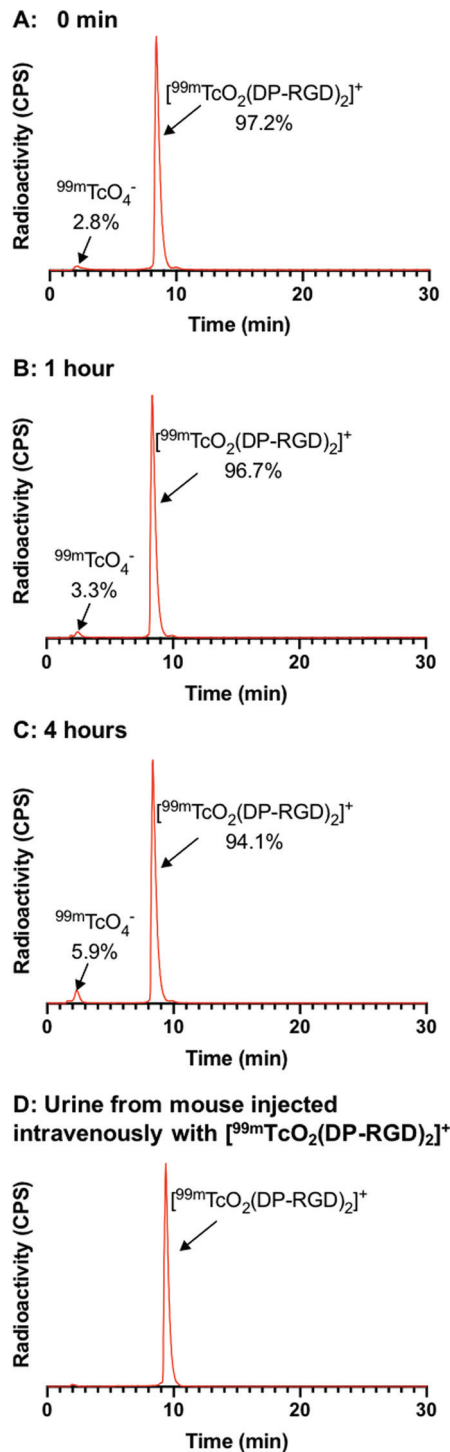 A: 0 min
Radioactivity (CPS)
[⁹⁹ᵐTcO₂(DP-RGD)₂]⁺
97.2%
⁹⁹ᵐTcO₄⁻
2.8%
0 10 20 30
Time (min)
B: 1 hour
Radioactivity (CPS)
[⁹⁹ᵐTcO₂(DP-RGD)₂]⁺
96.7%
⁹⁹ᵐTcO₄⁻
3.3%
0 10 20 30
Time (min)
C: 4 hours
Radioactivity (CPS)
[⁹⁹ᵐTcO₂(DP-RGD)₂]⁺
94.1%
⁹⁹ᵐTcO₄⁻
5.9%
0 10 20 30
Time (min)
D: Urine from mouse injected
intravenously with [⁹⁹ᵐTcO₂(DP-RGD)₂]⁺
Radioactivity (CPS)
[⁹⁹ᵐTcO₂(DP-RGD)₂]⁺
0 10 20 30
Time (min)